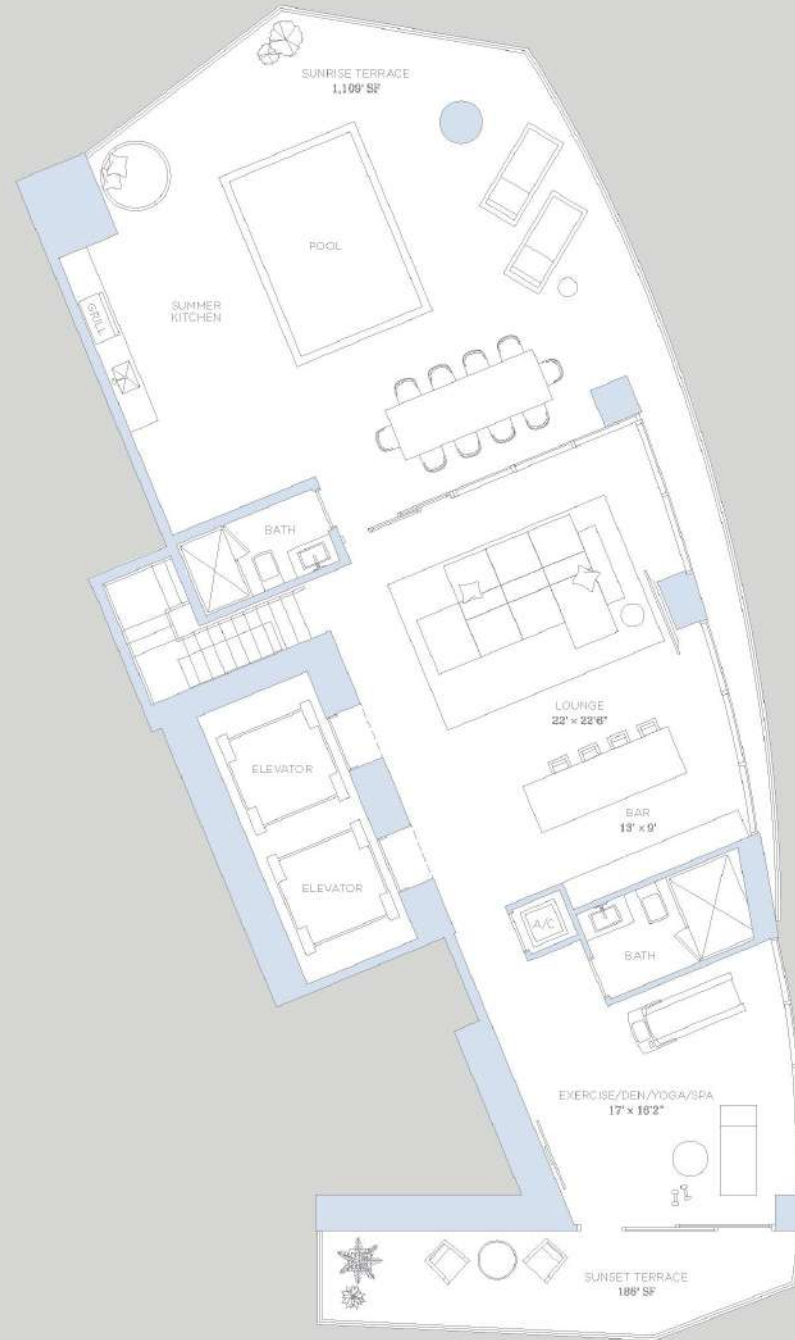 SUNRISE TERRACE
1,109' SF
POOL
SUMMER
KITCHEN
GRILL
BATH
LOUNGE
22' × 22'6"
ELEVATOR
BAR
13' × 9'
ELEVATOR
A/C
BATH
EXERCISE/DEN/YOGA/SPA
17' × 16'2"
SUNSET TERRACE
186' SF